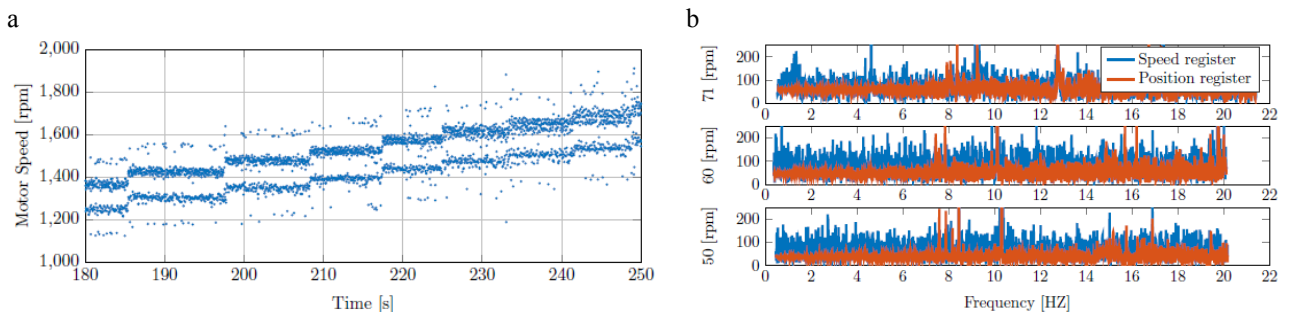 a
2,000
1,800
1,600
1,400
1,200
1,000
Motor Speed [rpm]
180 190 200 210 220 230 240 250
Time [s]
b
200
100
0
71 [rpm]
Speed register
Position register
200
100
0
60 [rpm]
200
100
0
50 [rpm]
0 2 4 6 8 10 12 14 16 18 20 22
Frequency [HZ]